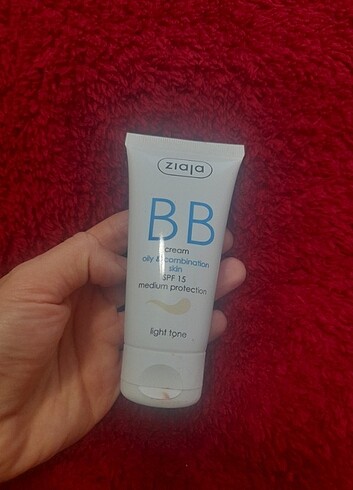 ziaja
BB
cream
oily & combination
skin
SPF 15
medium protection
light tone